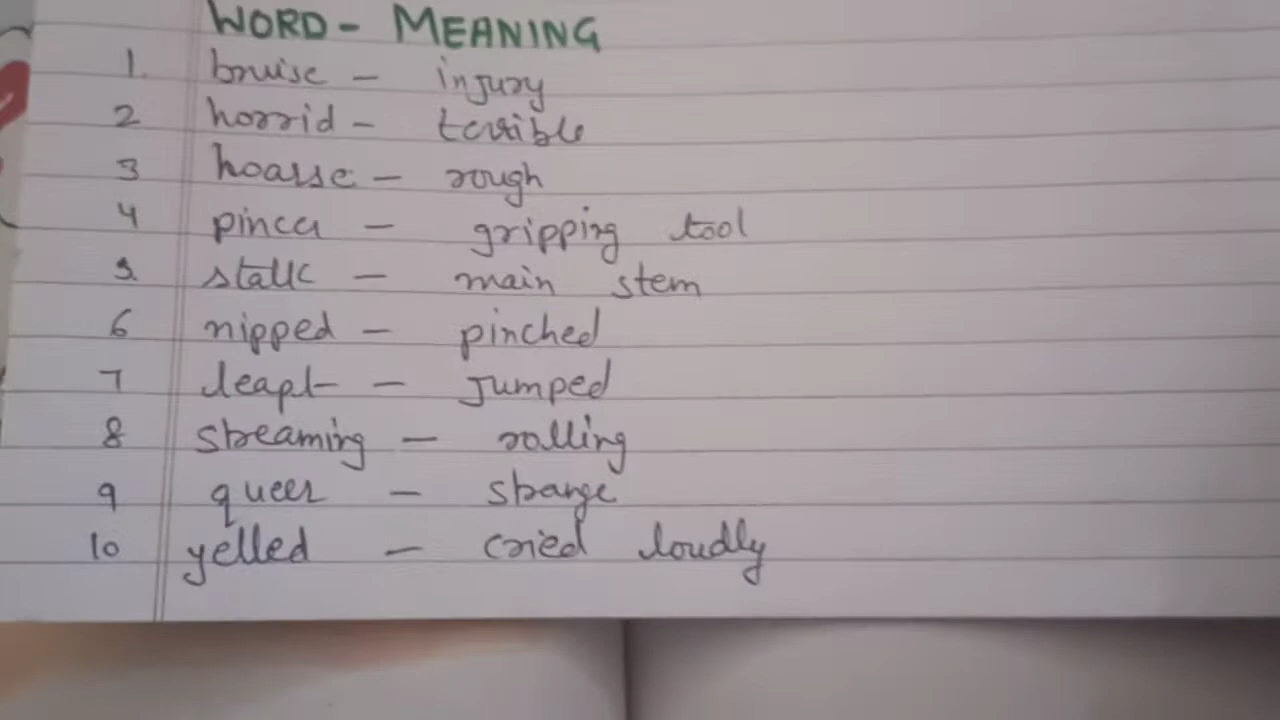 WORD - MEANING
1. bruise - injury
2 horrid - terrible
3 hoarse - rough
4 pincer - gripping tool
5. stalk - main stem
6 nipped - pinched
7 leapt - Jumped
8 streaming - rolling
9 queer - strange
10 yelled - cried loudly